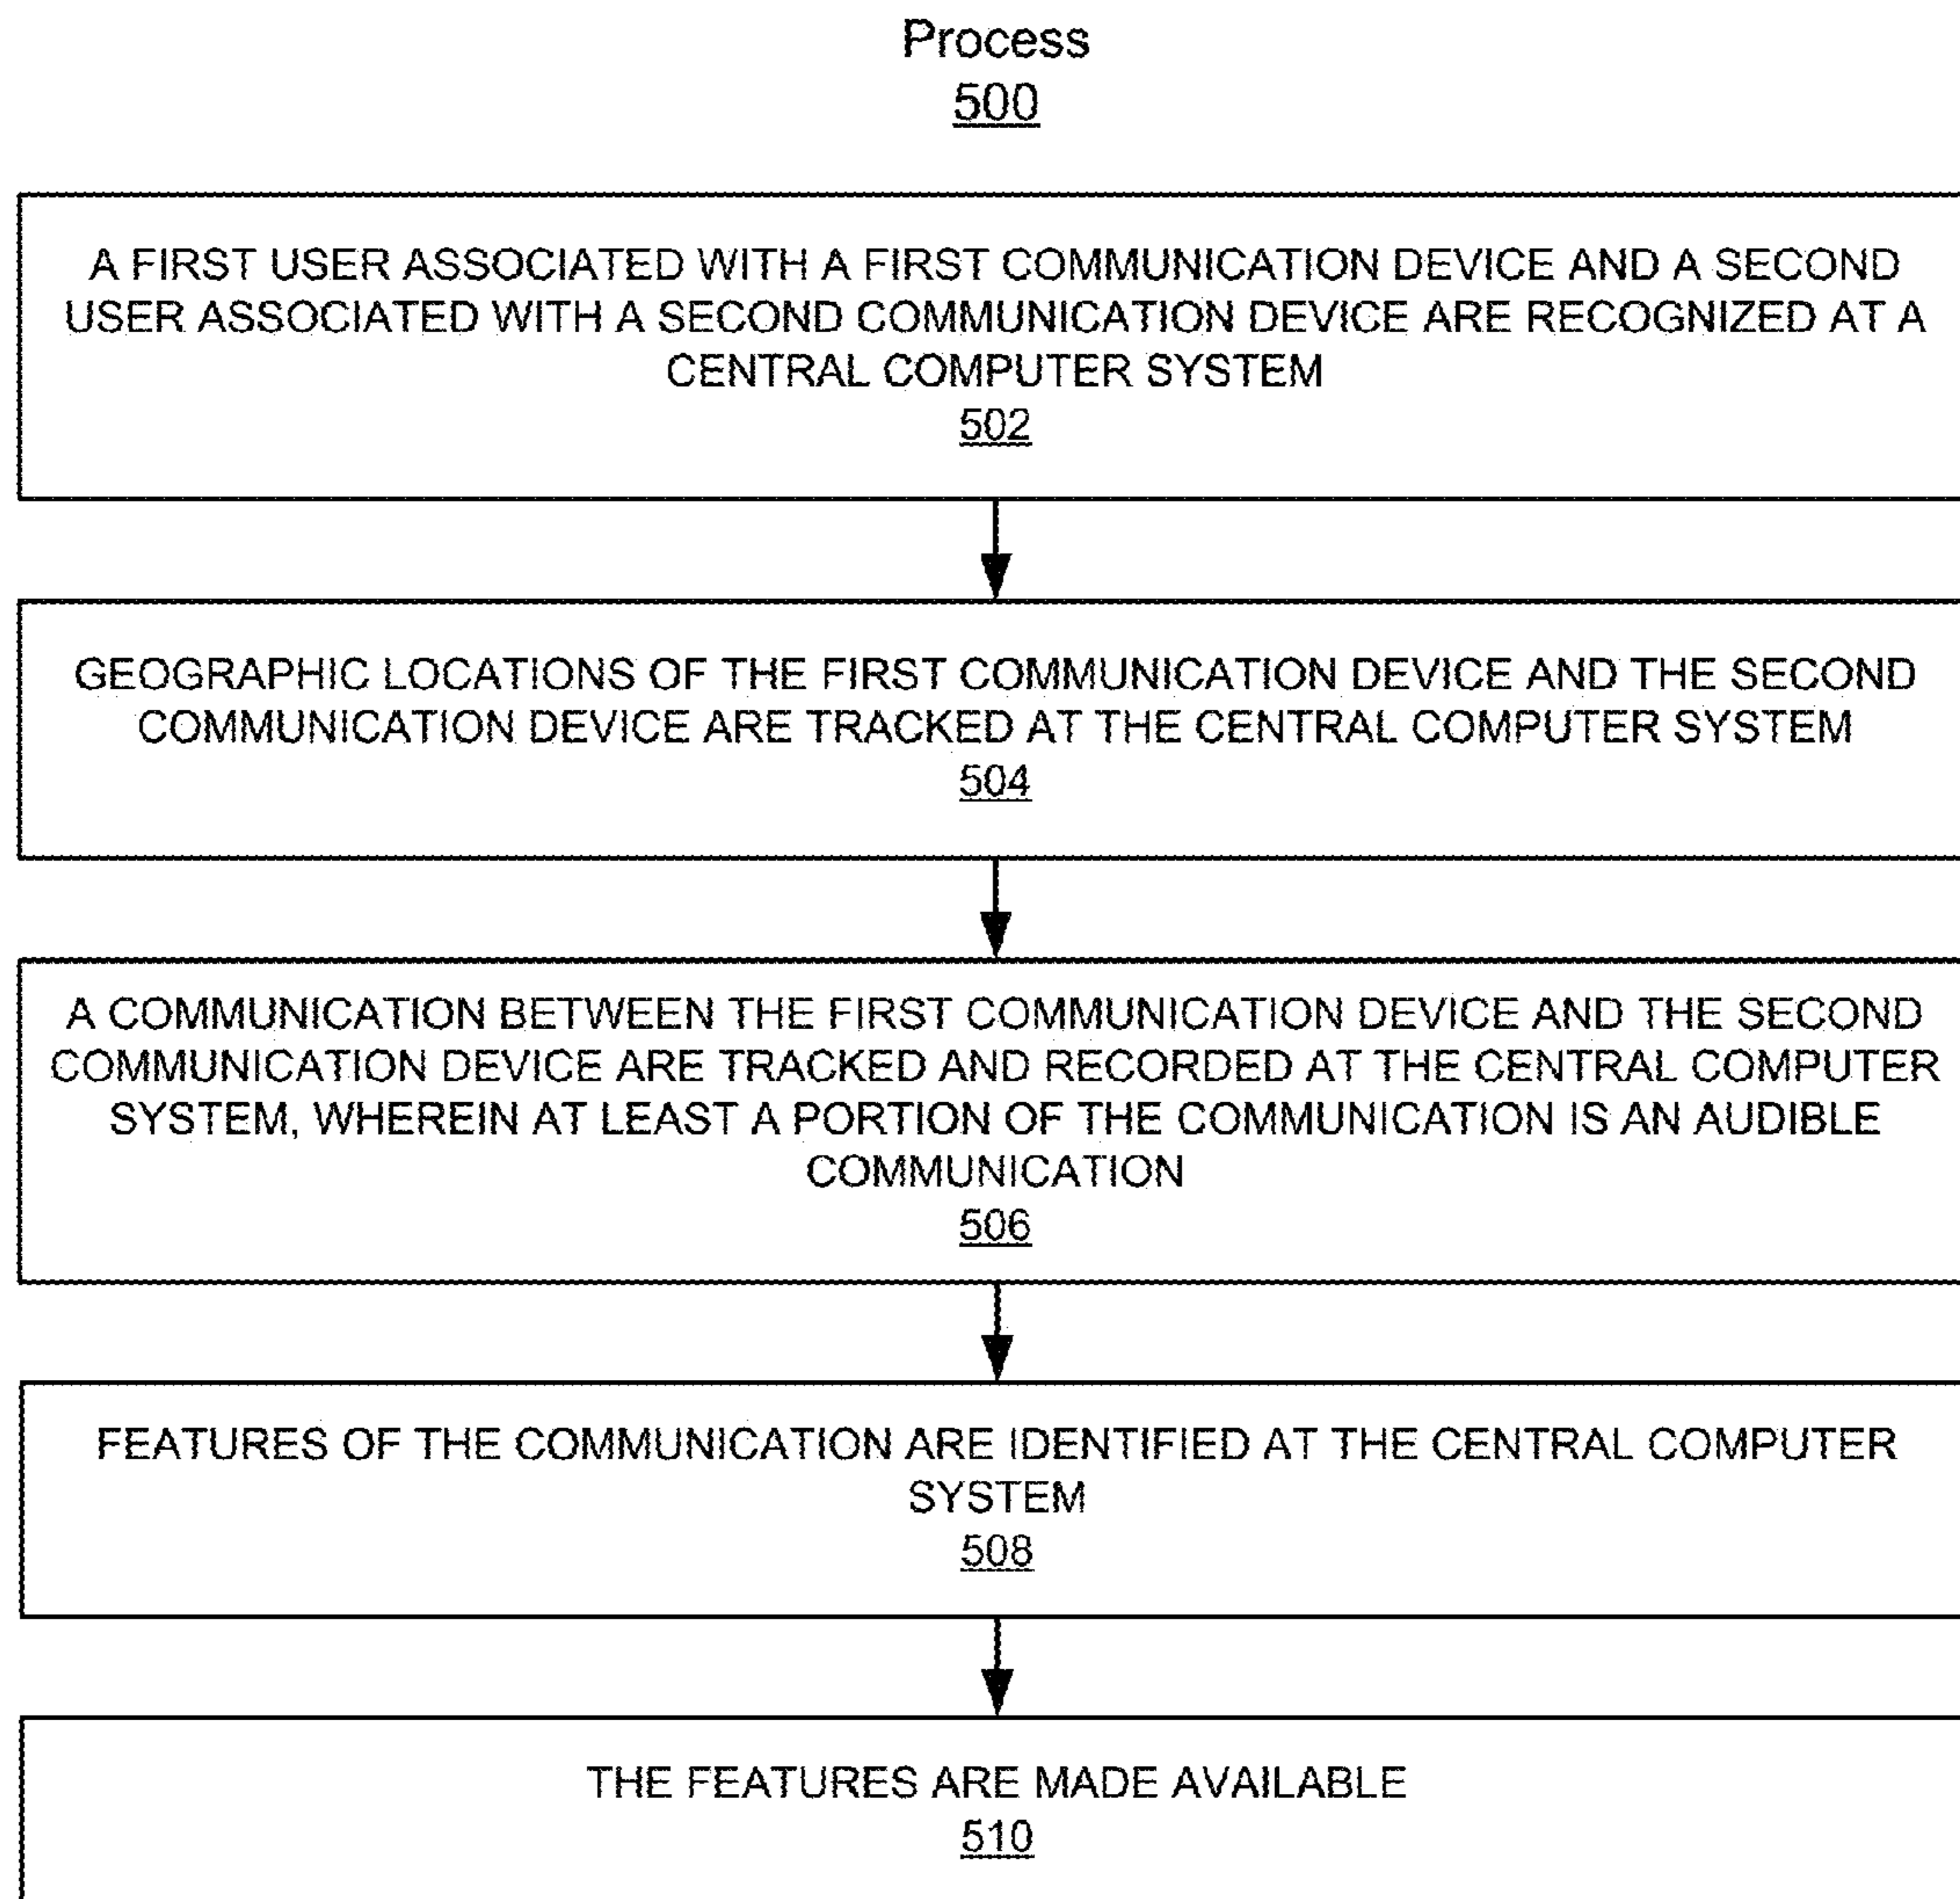 Process
500
A FIRST USER ASSOCIATED WITH A FIRST COMMUNICATION DEVICE AND A SECOND
USER ASSOCIATED WITH A SECOND COMMUNICATION DEVICE ARE RECOGNIZED AT A
CENTRAL COMPUTER SYSTEM
502
GEOGRAPHIC LOCATIONS OF THE FIRST COMMUNICATION DEVICE AND THE SECOND
COMMUNICATION DEVICE ARE TRACKED AT THE CENTRAL COMPUTER SYSTEM
504
A COMMUNICATION BETWEEN THE FIRST COMMUNICATION DEVICE AND THE SECOND
COMMUNICATION DEVICE ARE TRACKED AND RECORDED AT THE CENTRAL COMPUTER
SYSTEM, WHEREIN AT LEAST A PORTION OF THE COMMUNICATION IS AN AUDIBLE
COMMUNICATION
506
FEATURES OF THE COMMUNICATION ARE IDENTIFIED AT THE CENTRAL COMPUTER
SYSTEM
508
THE FEATURES ARE MADE AVAILABLE
510